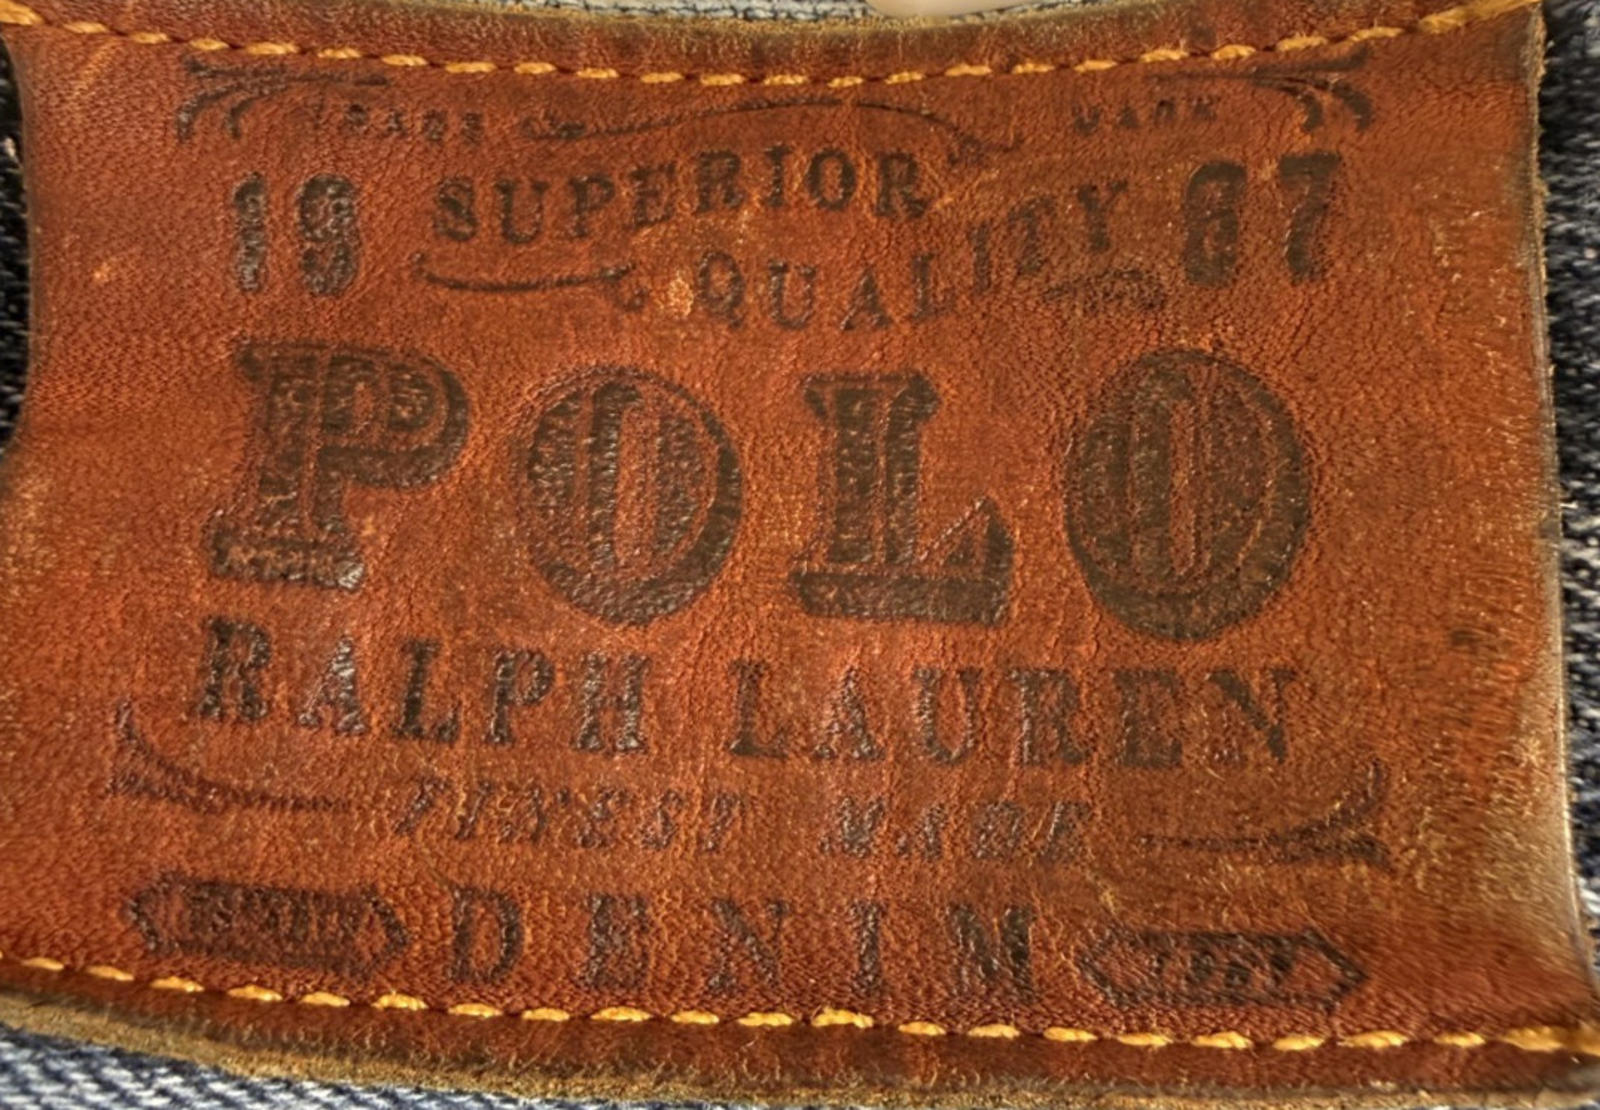 TRADE MARK
19 SUPERIOR QUALITY 67
POLO
RALPH LAUREN
FINEST MADE
DENIM